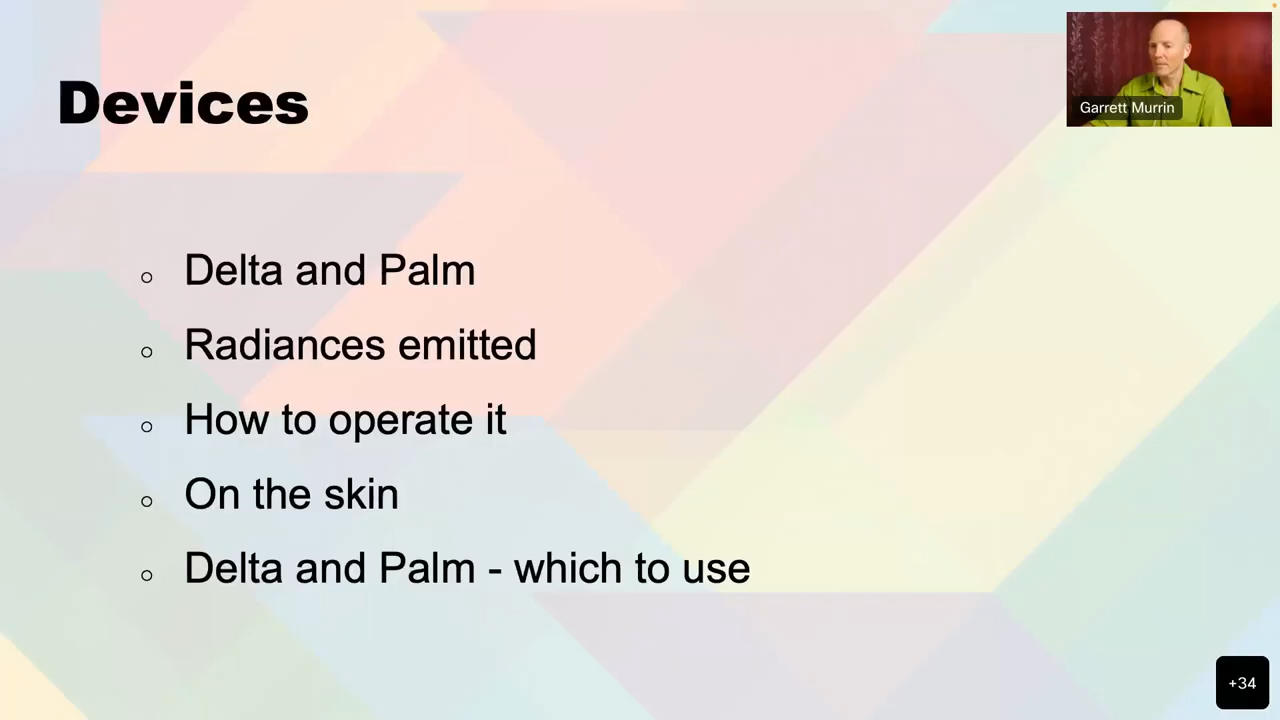 Devices
Garrett Murrin
Delta and Palm
Radiances emitted
How to operate it
On the skin
Delta and Palm - which to use
+34